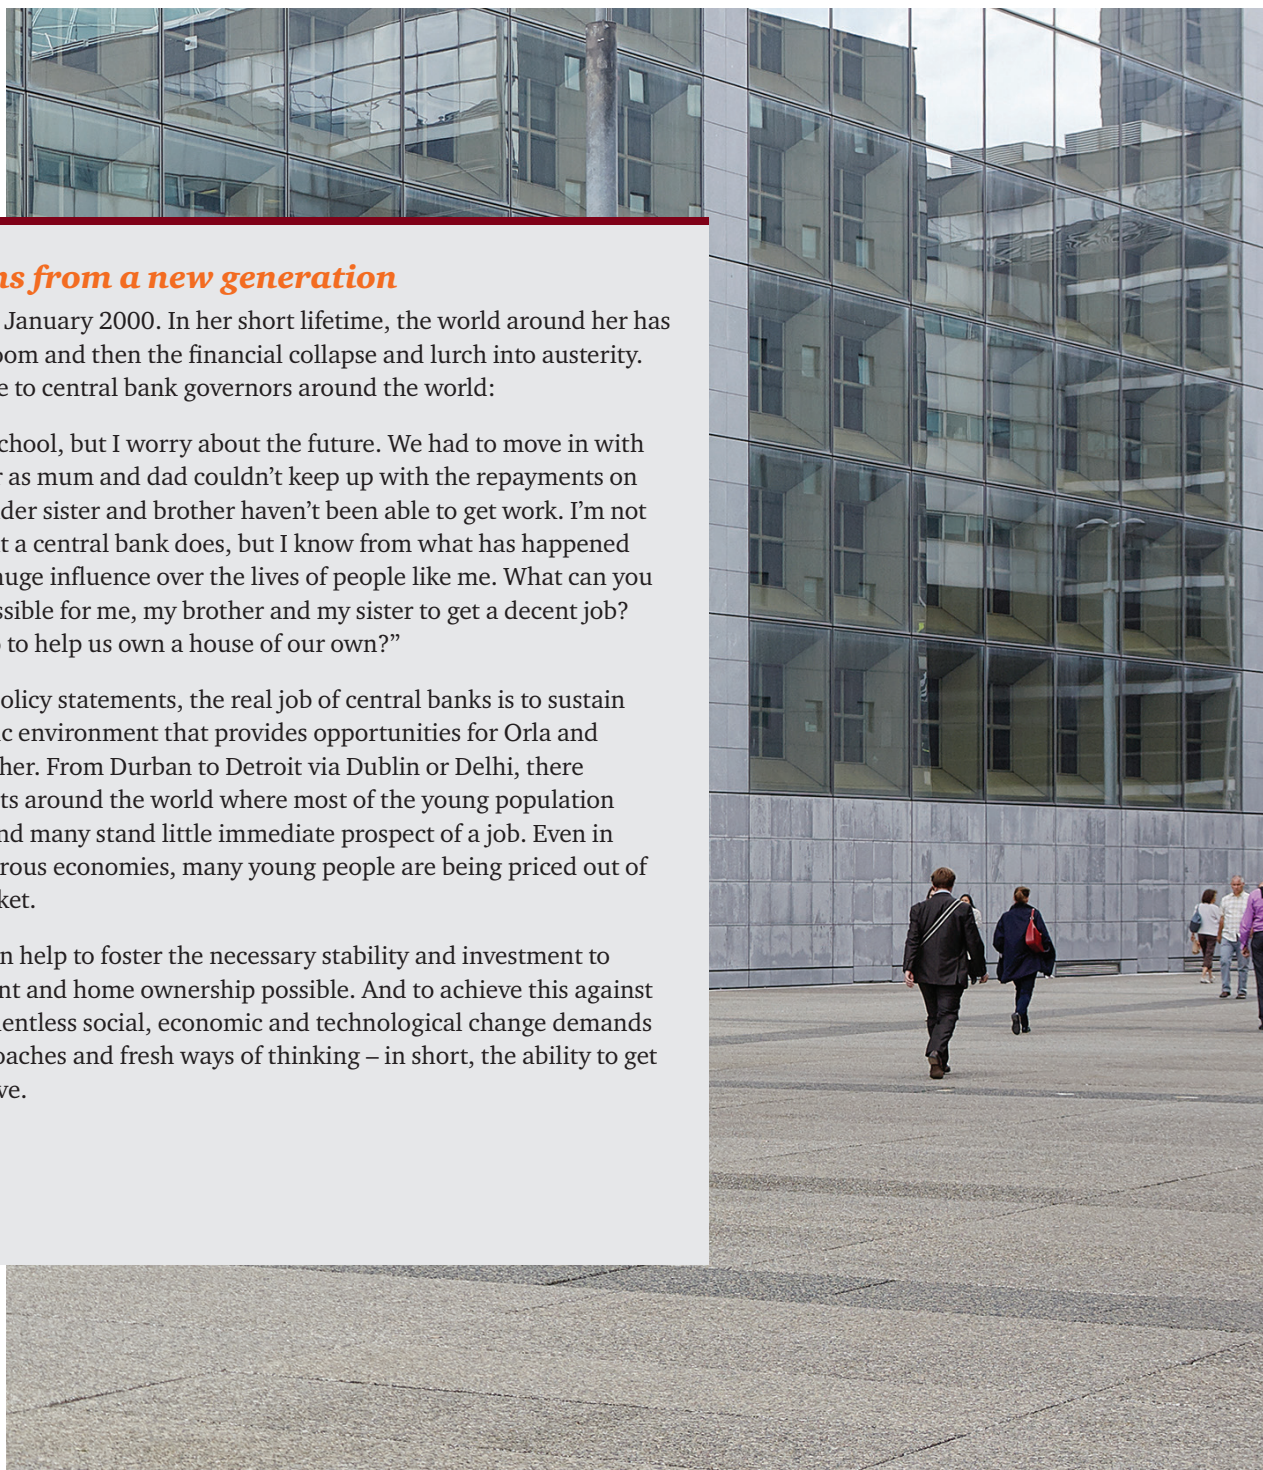 ns from a new generation
January 2000. In her short lifetime, the world around her has
oom and then the financial collapse and lurch into austerity.
e to central bank governors around the world:
chool, but I worry about the future. We had to move in with
r as mum and dad couldn’t keep up with the repayments on
der sister and brother haven’t been able to get work. I’m not
t a central bank does, but I know from what has happened
huge influence over the lives of people like me. What can you
ssible for me, my brother and my sister to get a decent job?
o to help us own a house of our own?”
olicy statements, the real job of central banks is to sustain
ic environment that provides opportunities for Orla and
her. From Durban to Detroit via Dublin or Delhi, there
ts around the world where most of the young population
nd many stand little immediate prospect of a job. Even in
rous economies, many young people are being priced out of
ket.
n help to foster the necessary stability and investment to
nt and home ownership possible. And to achieve this against
lentless social, economic and technological change demands
oaches and fresh ways of thinking – in short, the ability to get
ve.